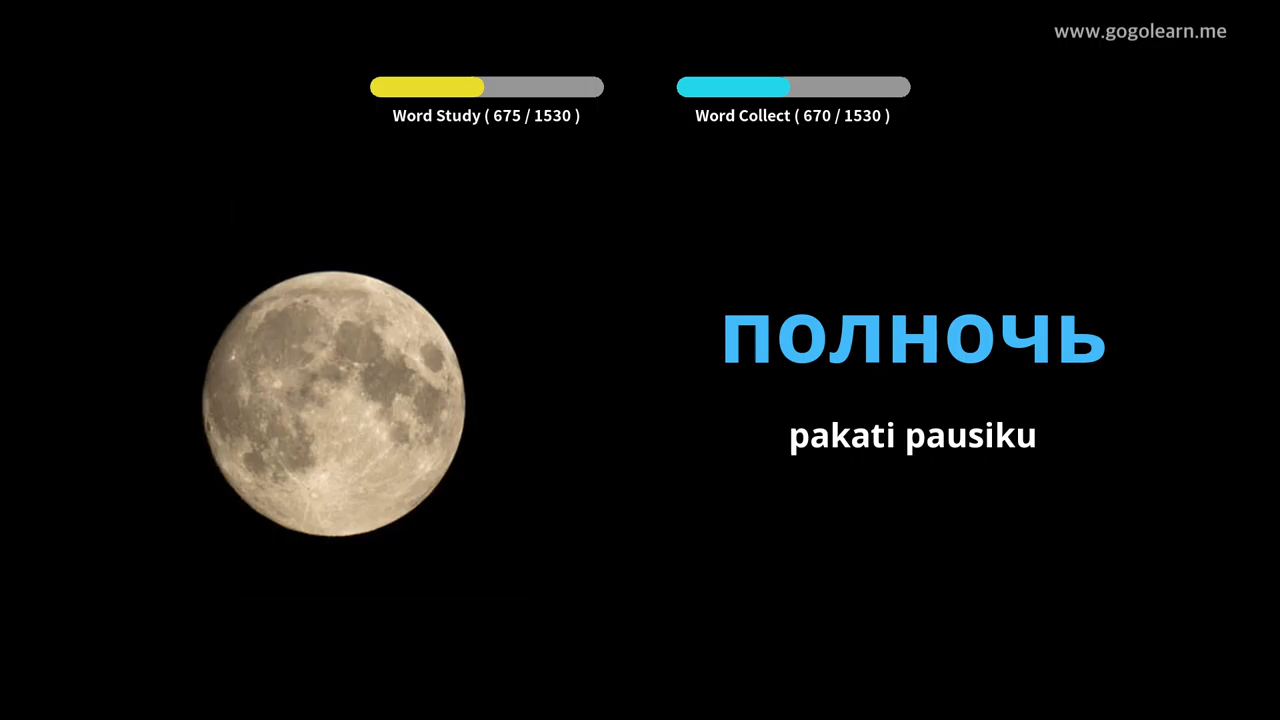 www.gogolearn.me
Word Study ( 675 / 1530 )
Word Collect ( 670 / 1530 )
полночь
pakati pausiku